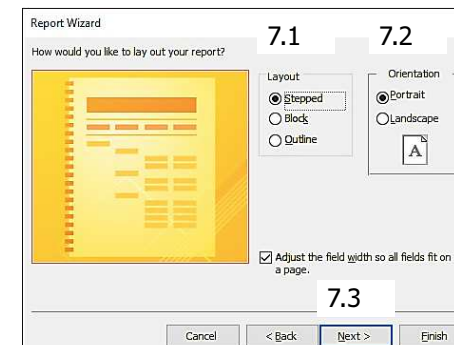 Report Wizard
7.1 7.2
How would you like to lay out your report?
Layout Orientation
Stepped Portrait
Block Landscape
Outline
A
Adjust the field width so all fields fit on
a page.
7.3
Cancel < Back Next > Finish